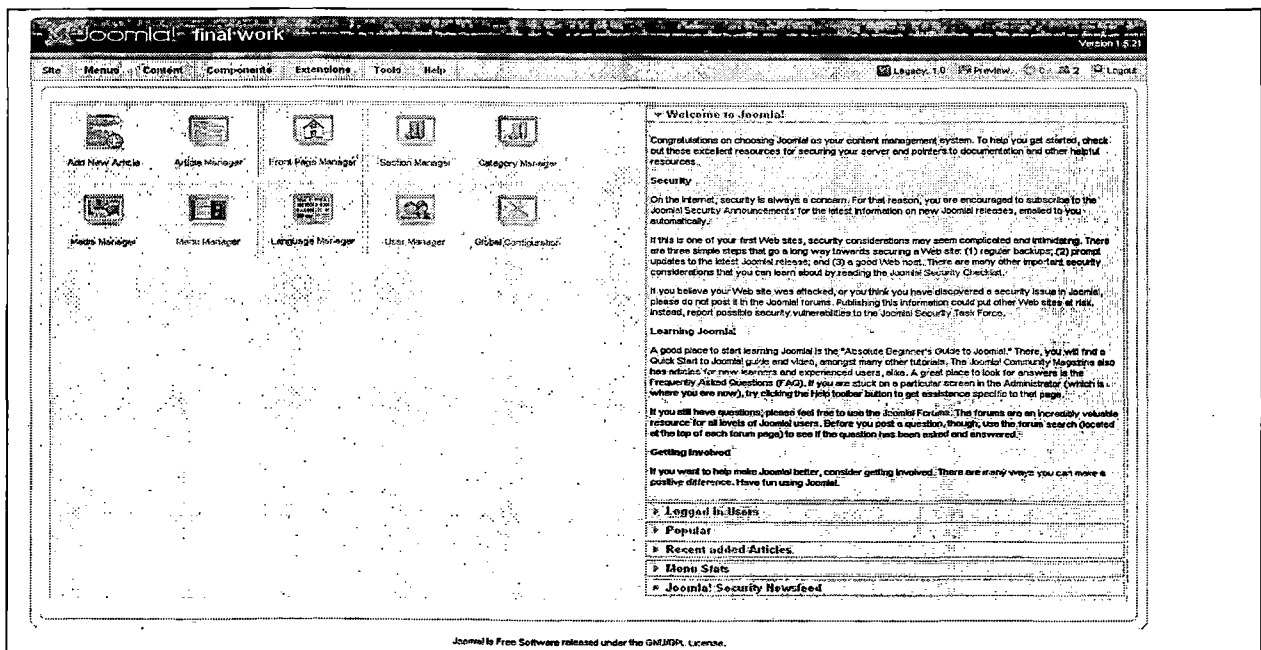 Joomla! final work
Version 1.5.21
Site Menus Content Components Extensions Tools Help
Legacy: 1.0 Preview 0 2 Logout
Add New Article Article Manager Front Page Manager Section Manager Category Manager
Media Manager Menu Manager Language Manager User Manager Global Configuration
Welcome to Joomla!
Congratulations on choosing Joomla! as your content management system. To help you get started, check
out these excellent resources for securing your server and pointers to documentation and other helpful
resources.
Security
On the Internet, security is always a concern. For that reason, you are encouraged to subscribe to the
Joomla! Security Announcements for the latest information on new Joomla! releases, emailed to you
automatically.
If this is one of your first Web sites, security considerations may seem complicated and intimidating. There
are three simple steps that go a long way towards securing a Web site: (1) regular backups; (2) prompt
updates to the latest Joomla! release; and (3) a good Web host. There are many other important security
considerations that you can learn about by reading the Joomla! Security Checklist.
If you believe your Web site was attacked, or you think you have discovered a security issue in Joomla!,
please do not post it in the Joomla! forums. Publishing this information could put other Web sites at risk.
Instead, report possible security vulnerabilities to the Joomla! Security Task Force.
Learning Joomla!
A good place to start learning Joomla! is the "Absolute Beginner's Guide to Joomla!." There, you will find a
Quick Start to Joomla! guide and video, amongst many other tutorials. The Joomla! Community Magazine also
has articles for new learners and experienced users, alike. A great place to look for answers is the
Frequently Asked Questions (FAQ). If you are stuck on a particular screen in the Administrator (which is
where you are now), try clicking the Help toolbar button to get assistance specific to that page.
If you still have questions, please feel free to use the Joomla! Forums. The forums are an incredibly valuable
resource for all levels of Joomla! users. Before you post a question, though, use the forum search (located
at the top of each forum page) to see if the question has been asked and answered.
Getting Involved
If you want to help make Joomla! better, consider getting involved. There are many ways you can make a
positive difference. Have fun using Joomla!.
Logged in Users
Popular
Recent added Articles
Menu Stats
Joomla! Security Newsfeed
Joomla! is Free Software released under the GNU/GPL License.